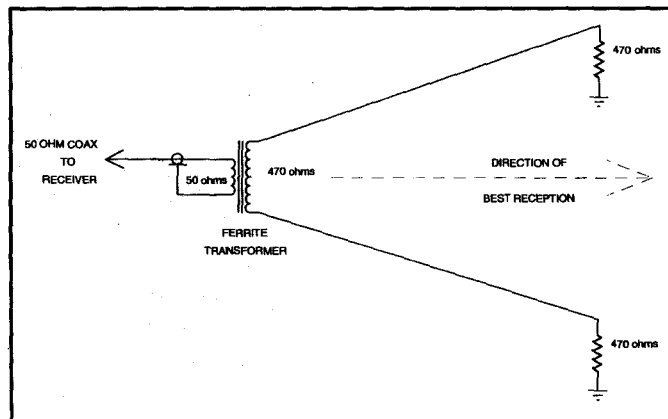 470 ohms
50 OHM COAX
TO
RECEIVER
50 ohms
470 ohms
DIRECTION OF
BEST RECEPTION
FERRITE
TRANSFORMER
470 ohms